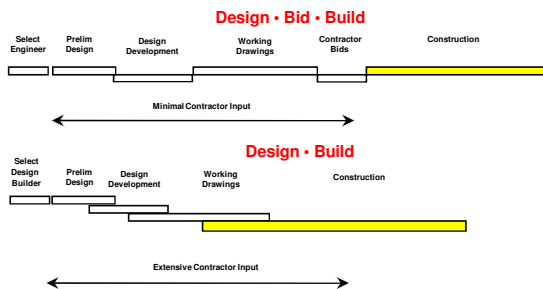 Design • Bid • Build
Select
Engineer
Prelim
Design
Design
Development
Working
Drawings
Contractor
Bids
Construction
Minimal Contractor Input
Design • Build
Select
Design
Builder
Prelim
Design
Design
Development
Working
Drawings
Construction
Extensive Contractor Input